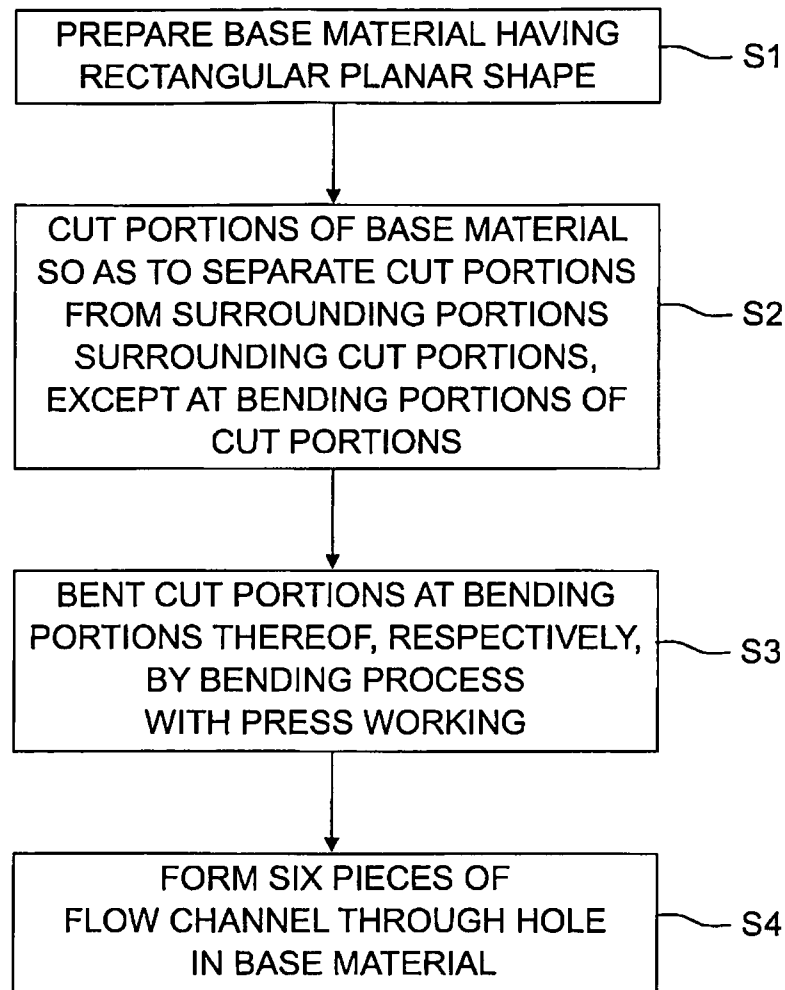 PREPARE BASE MATERIAL HAVING
RECTANGULAR PLANAR SHAPE
S1
CUT PORTIONS OF BASE MATERIAL
SO AS TO SEPARATE CUT PORTIONS
FROM SURROUNDING PORTIONS
SURROUNDING CUT PORTIONS,
EXCEPT AT BENDING PORTIONS OF
CUT PORTIONS
S2
BENT CUT PORTIONS AT BENDING
PORTIONS THEREOF, RESPECTIVELY,
BY BENDING PROCESS
WITH PRESS WORKING
S3
FORM SIX PIECES OF
FLOW CHANNEL THROUGH HOLE
IN BASE MATERIAL
S4